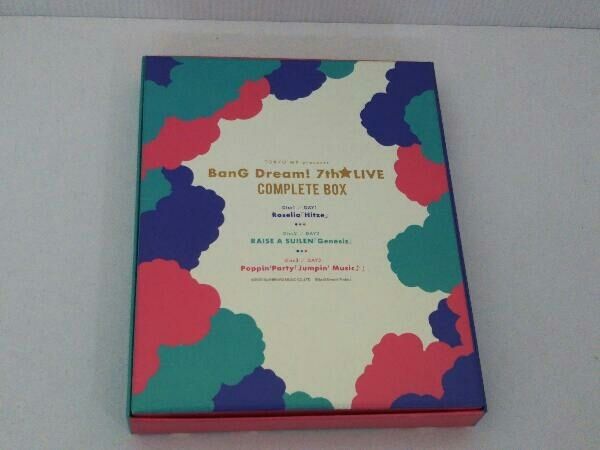 TOKYO MX presents
BanG Dream! 7th★LIVE
COMPLETE BOX
Disc1 / DAY1
Roselia「Hitze」
Disc2 / DAY2
RAISE A SUILEN「Genesis」
Disc3 / DAY3
Poppin'Party「Jumpin' Music♪」